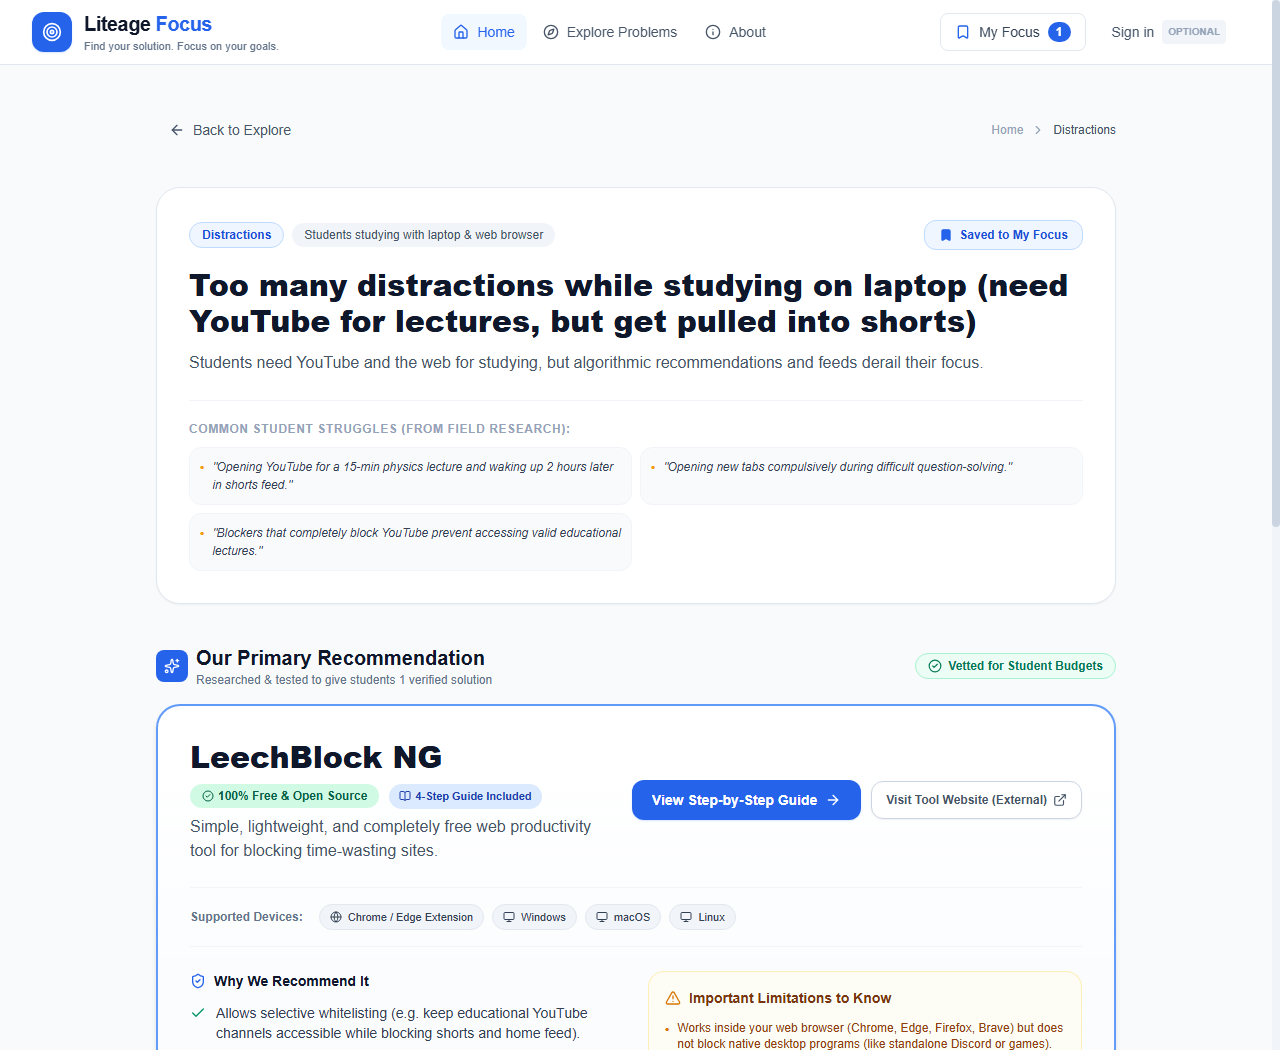 Liteage Focus
Find your solution. Focus on your goals.
Home
Explore Problems
About
My Focus 1
Sign in OPTIONAL
Back to Explore
Home > Distractions
Distractions
Students studying with laptop & web browser
Saved to My Focus
Too many distractions while studying on laptop (need
YouTube for lectures, but get pulled into shorts)
Students need YouTube and the web for studying, but algorithmic recommendations and feeds derail their focus.
COMMON STUDENT STRUGGLES (FROM FIELD RESEARCH):
• "Opening YouTube for a 15-min physics lecture and waking up 2 hours later
in shorts feed."
• "Opening new tabs compulsively during difficult question-solving."
• "Blockers that completely block YouTube prevent accessing valid educational
lectures."
Our Primary Recommendation
Researched & tested to give students 1 verified solution
Vetted for Student Budgets
LeechBlock NG
100% Free & Open Source
4-Step Guide Included
Simple, lightweight, and completely free web productivity
tool for blocking time-wasting sites.
View Step-by-Step Guide
Visit Tool Website (External)
Supported Devices:
Chrome / Edge Extension
Windows
macOS
Linux
Why We Recommend It
Allows selective whitelisting (e.g. keep educational YouTube
channels accessible while blocking shorts and home feed).
Important Limitations to Know
• Works inside your web browser (Chrome, Edge, Firefox, Brave) but does
not block native desktop programs (like standalone Discord or games).